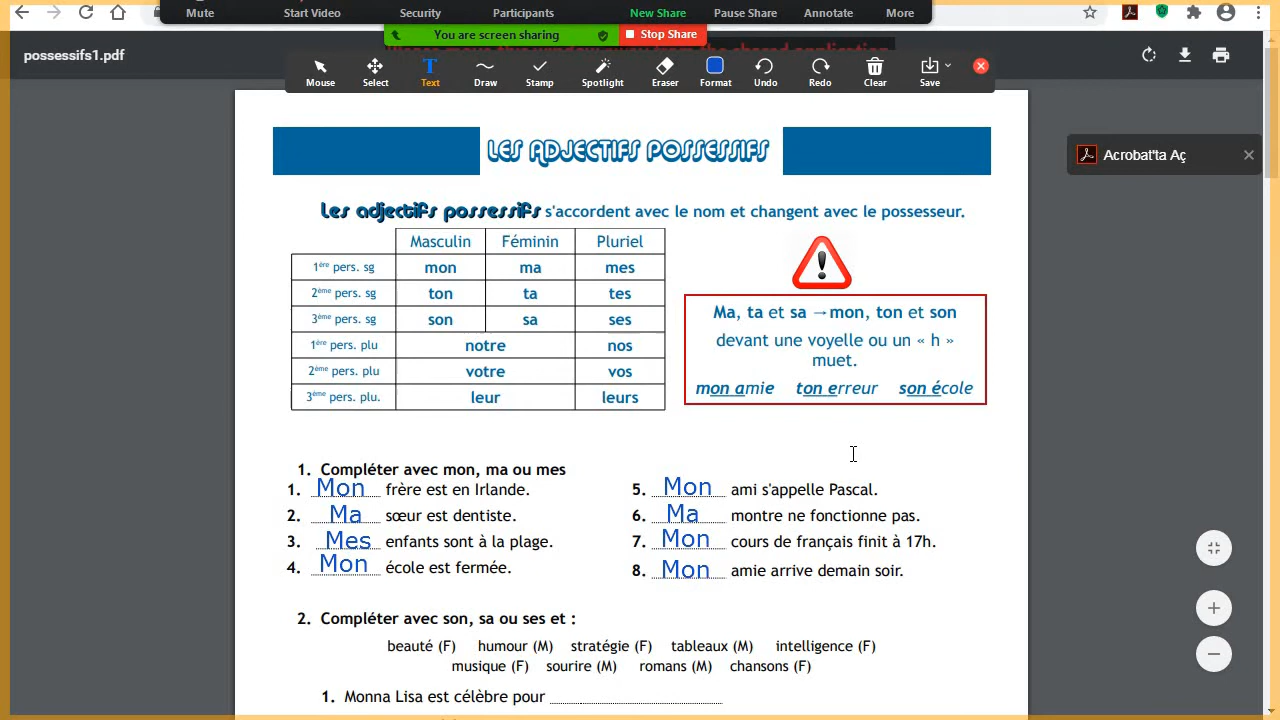 Mute Start Video Security Participants New Share Pause Share Annotate More
You are screen sharing Stop Share
possessifs1.pdf
Mouse Select Text Draw Stamp Spotlight Eraser Format Undo Redo Clear Save
Acrobat'ta Aç
LES ADJECTIFS POSSESSIFS
Les adjectifs possessifs s'accordent avec le nom et changent avec le possesseur.
Masculin Féminin Pluriel
1ère pers. sg mon ma mes
2ème pers. sg ton ta tes
3ème pers. sg son sa ses
1ère pers. plu notre nos
2ème pers. plu votre vos
3ème pers. plu. leur leurs
!
Ma, ta et sa → mon, ton et son
devant une voyelle ou un « h »
muet.
mon amie ton erreur son école
1. Compléter avec mon, ma ou mes
1. Mon frère est en Irlande.
2. Ma sœur est dentiste.
3. Mes enfants sont à la plage.
4. Mon école est fermée.
5. Mon ami s'appelle Pascal.
6. Ma montre ne fonctionne pas.
7. Mon cours de français finit à 17h.
8. Mon amie arrive demain soir.
2. Compléter avec son, sa ou ses et :
beauté (F) humour (M) stratégie (F) tableaux (M) intelligence (F)
musique (F) sourire (M) romans (M) chansons (F)
1. Monna Lisa est célèbre pour